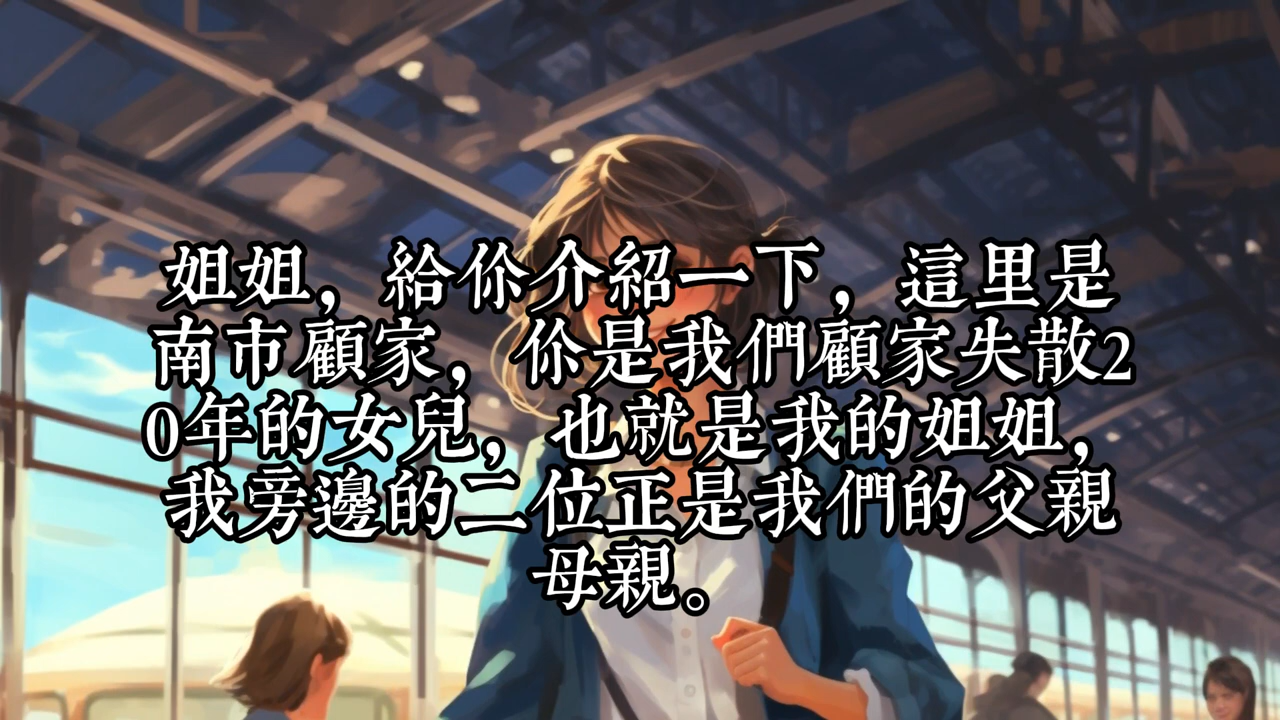 姐姐，給你介紹一下，這里是
南市顧家，你是我們顧家失散2
0年的女兒，也就是我的姐姐，
我旁邊的二位正是我們的父親
母親。